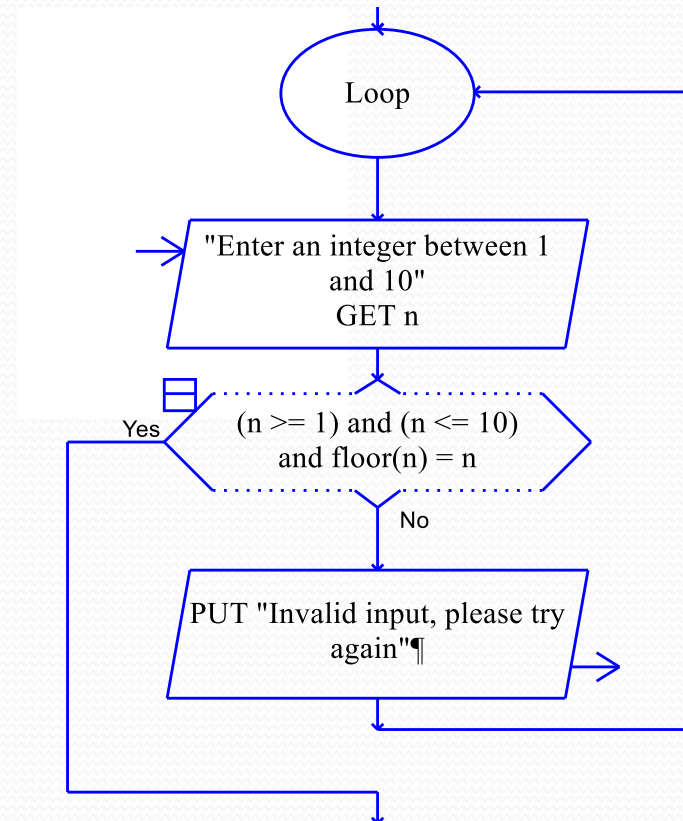 Loop
"Enter an integer between 1
and 10"
GET n
Yes
(n >= 1) and (n <= 10)
and floor(n) = n
No
PUT "Invalid input, please try
again"¶